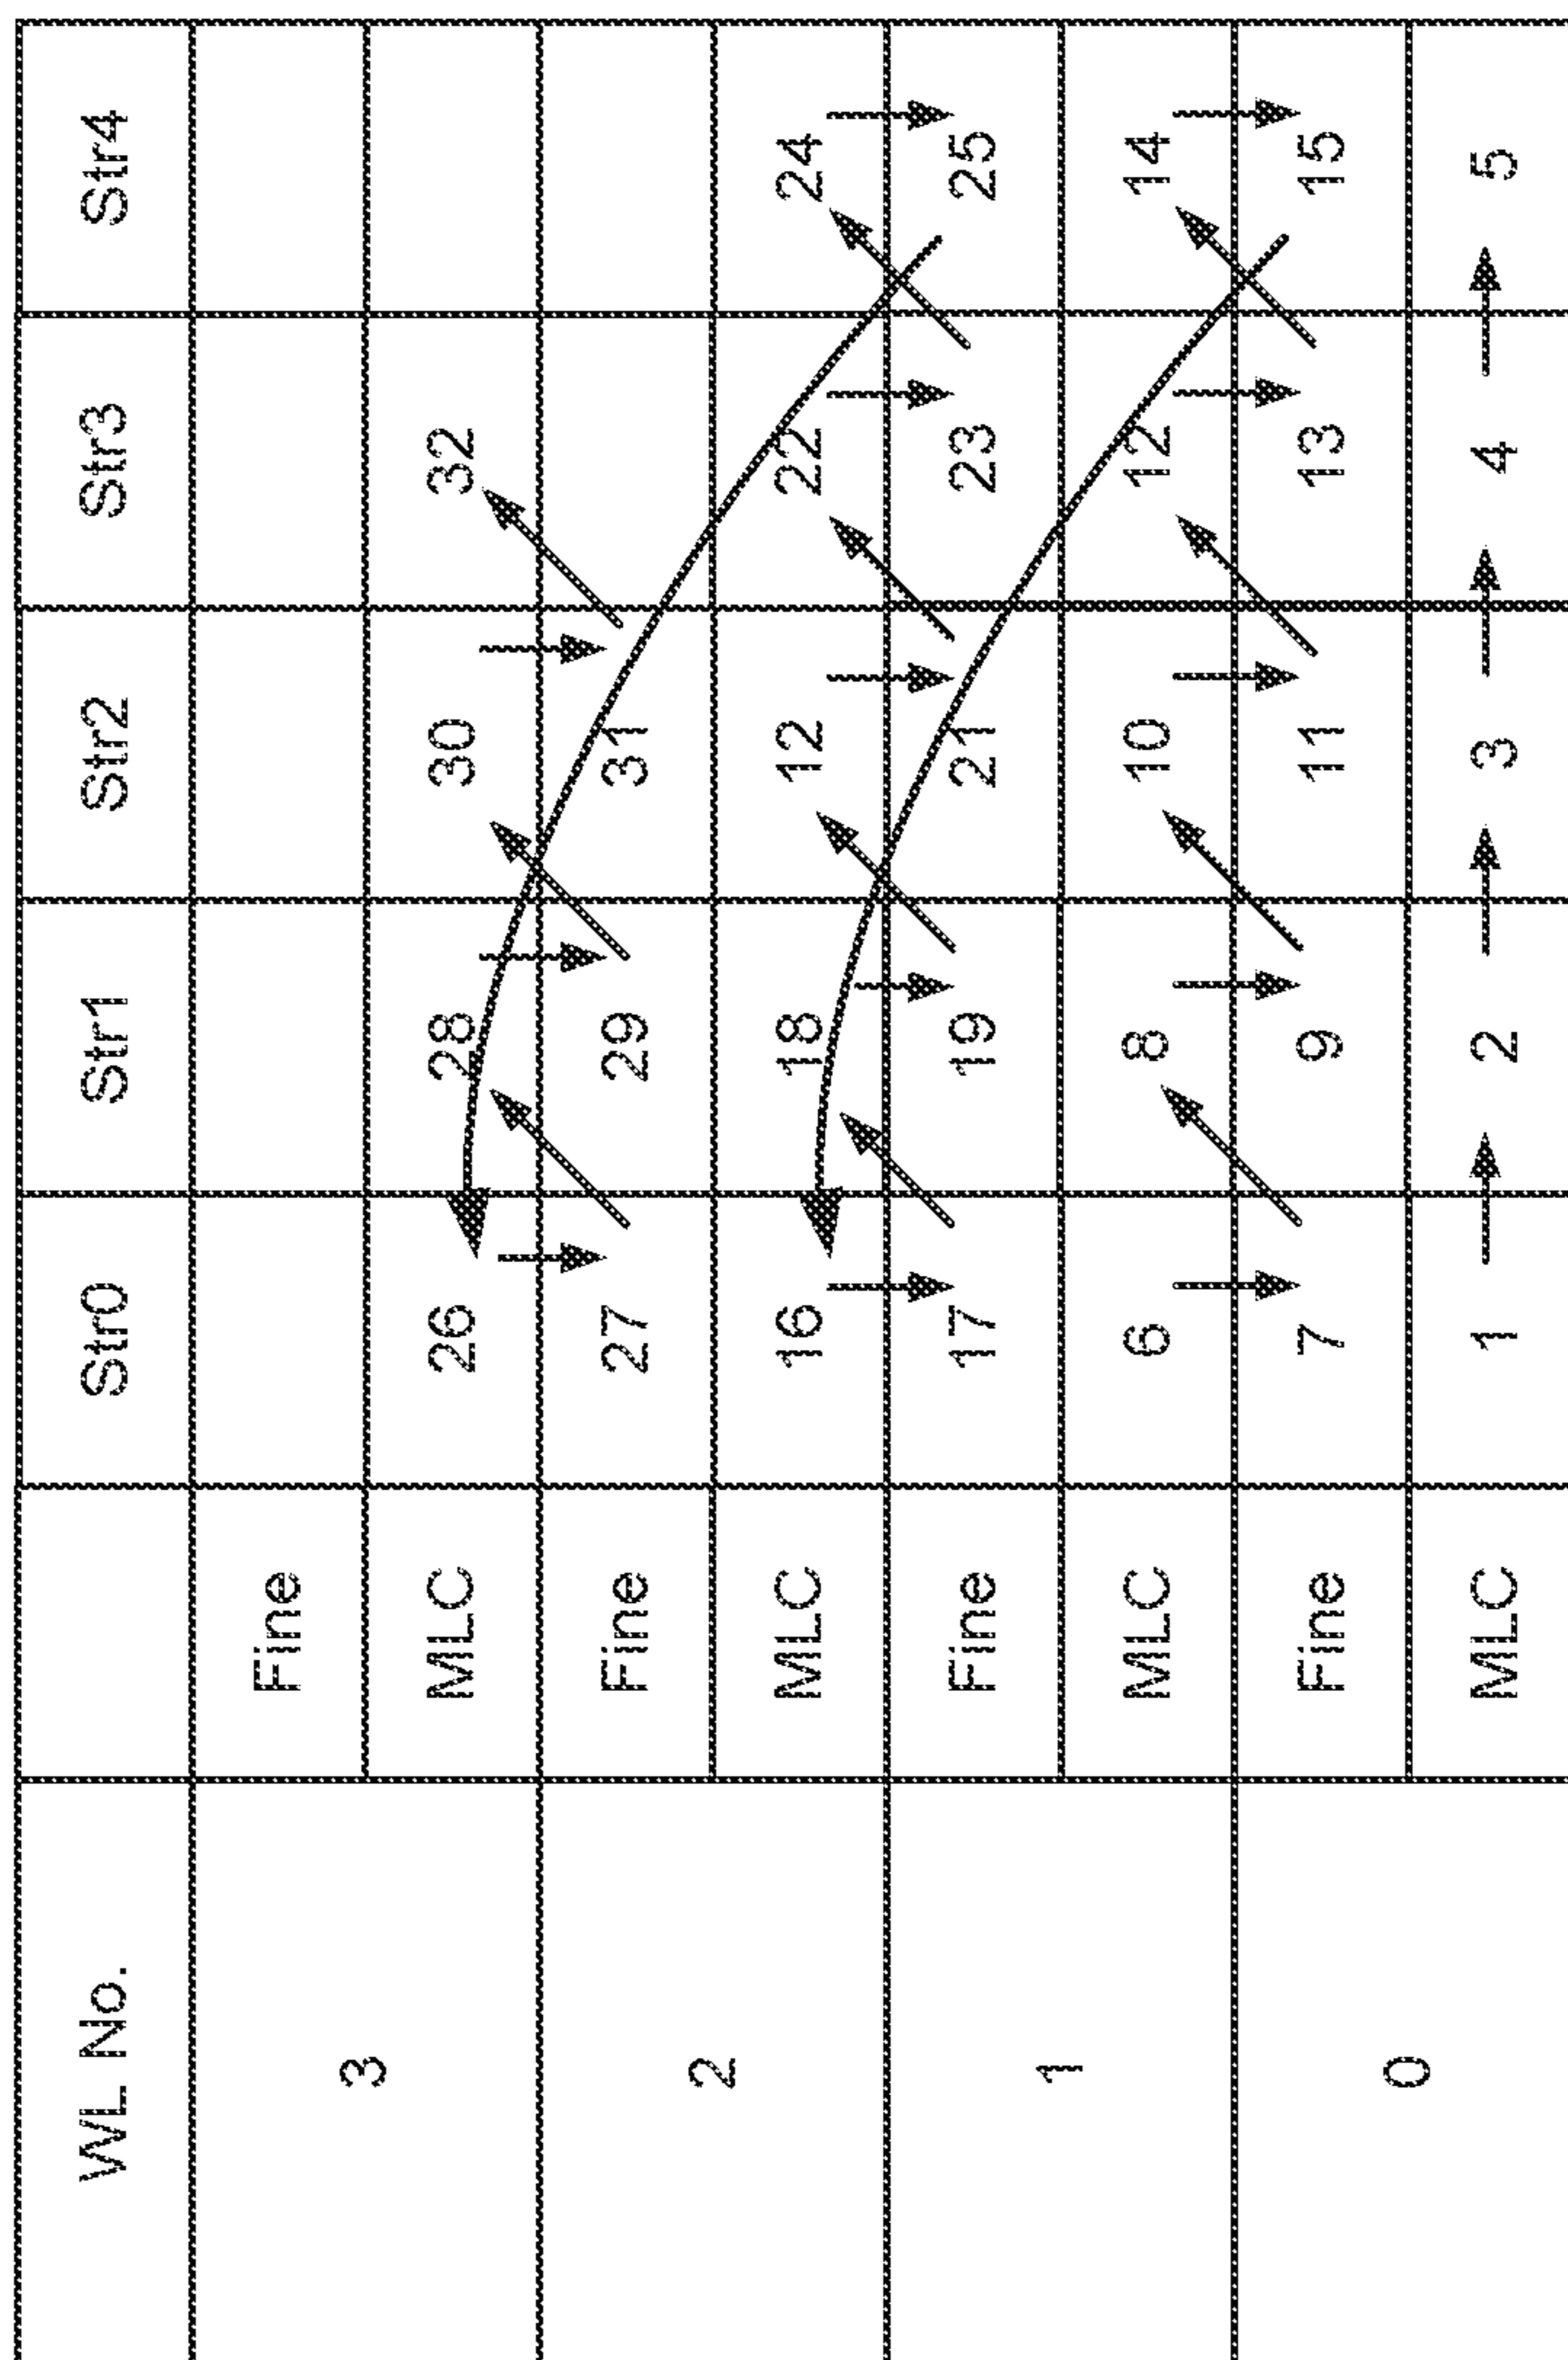 WL No. Str0 Str1 Str2 Str3 Str4
3 Fine
MLC 26 28 30 32
2 Fine 27 29 31
MLC 16 18 12 22 24
1 Fine 17 19 21 23 25
MLC 6 8 10 12 14
0 Fine 7 9 11 13 15
MLC 1 2 3 4 5